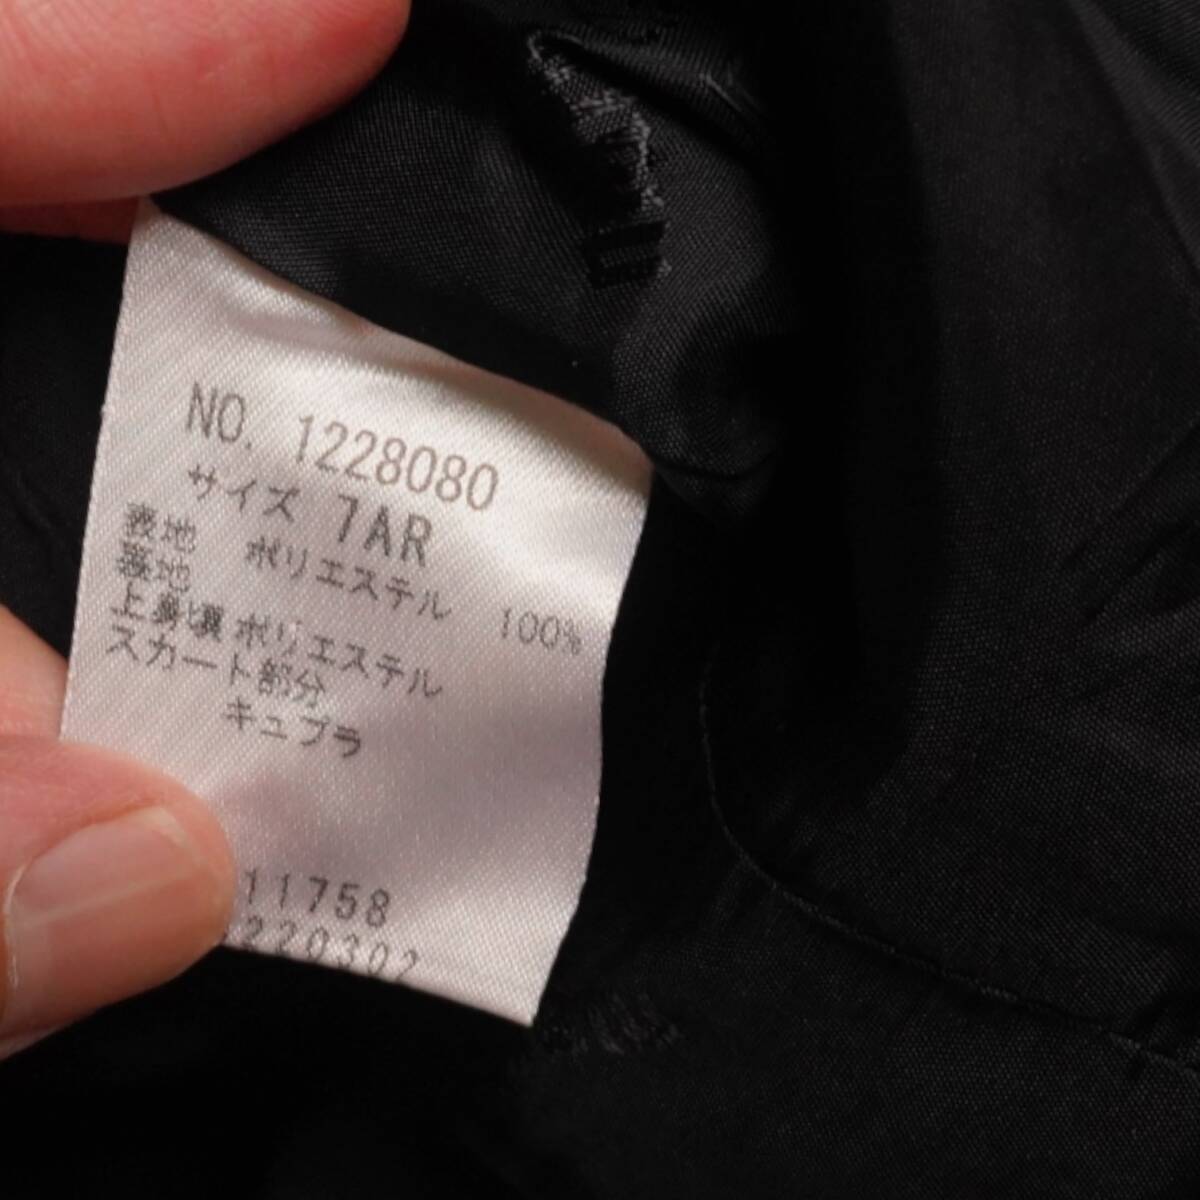 NO. 1228080
サイズ 7AR
表地 ポリエステル 100%
裏地
上身頃 ポリエステル
スカート部分
キュプラ
11758
220302